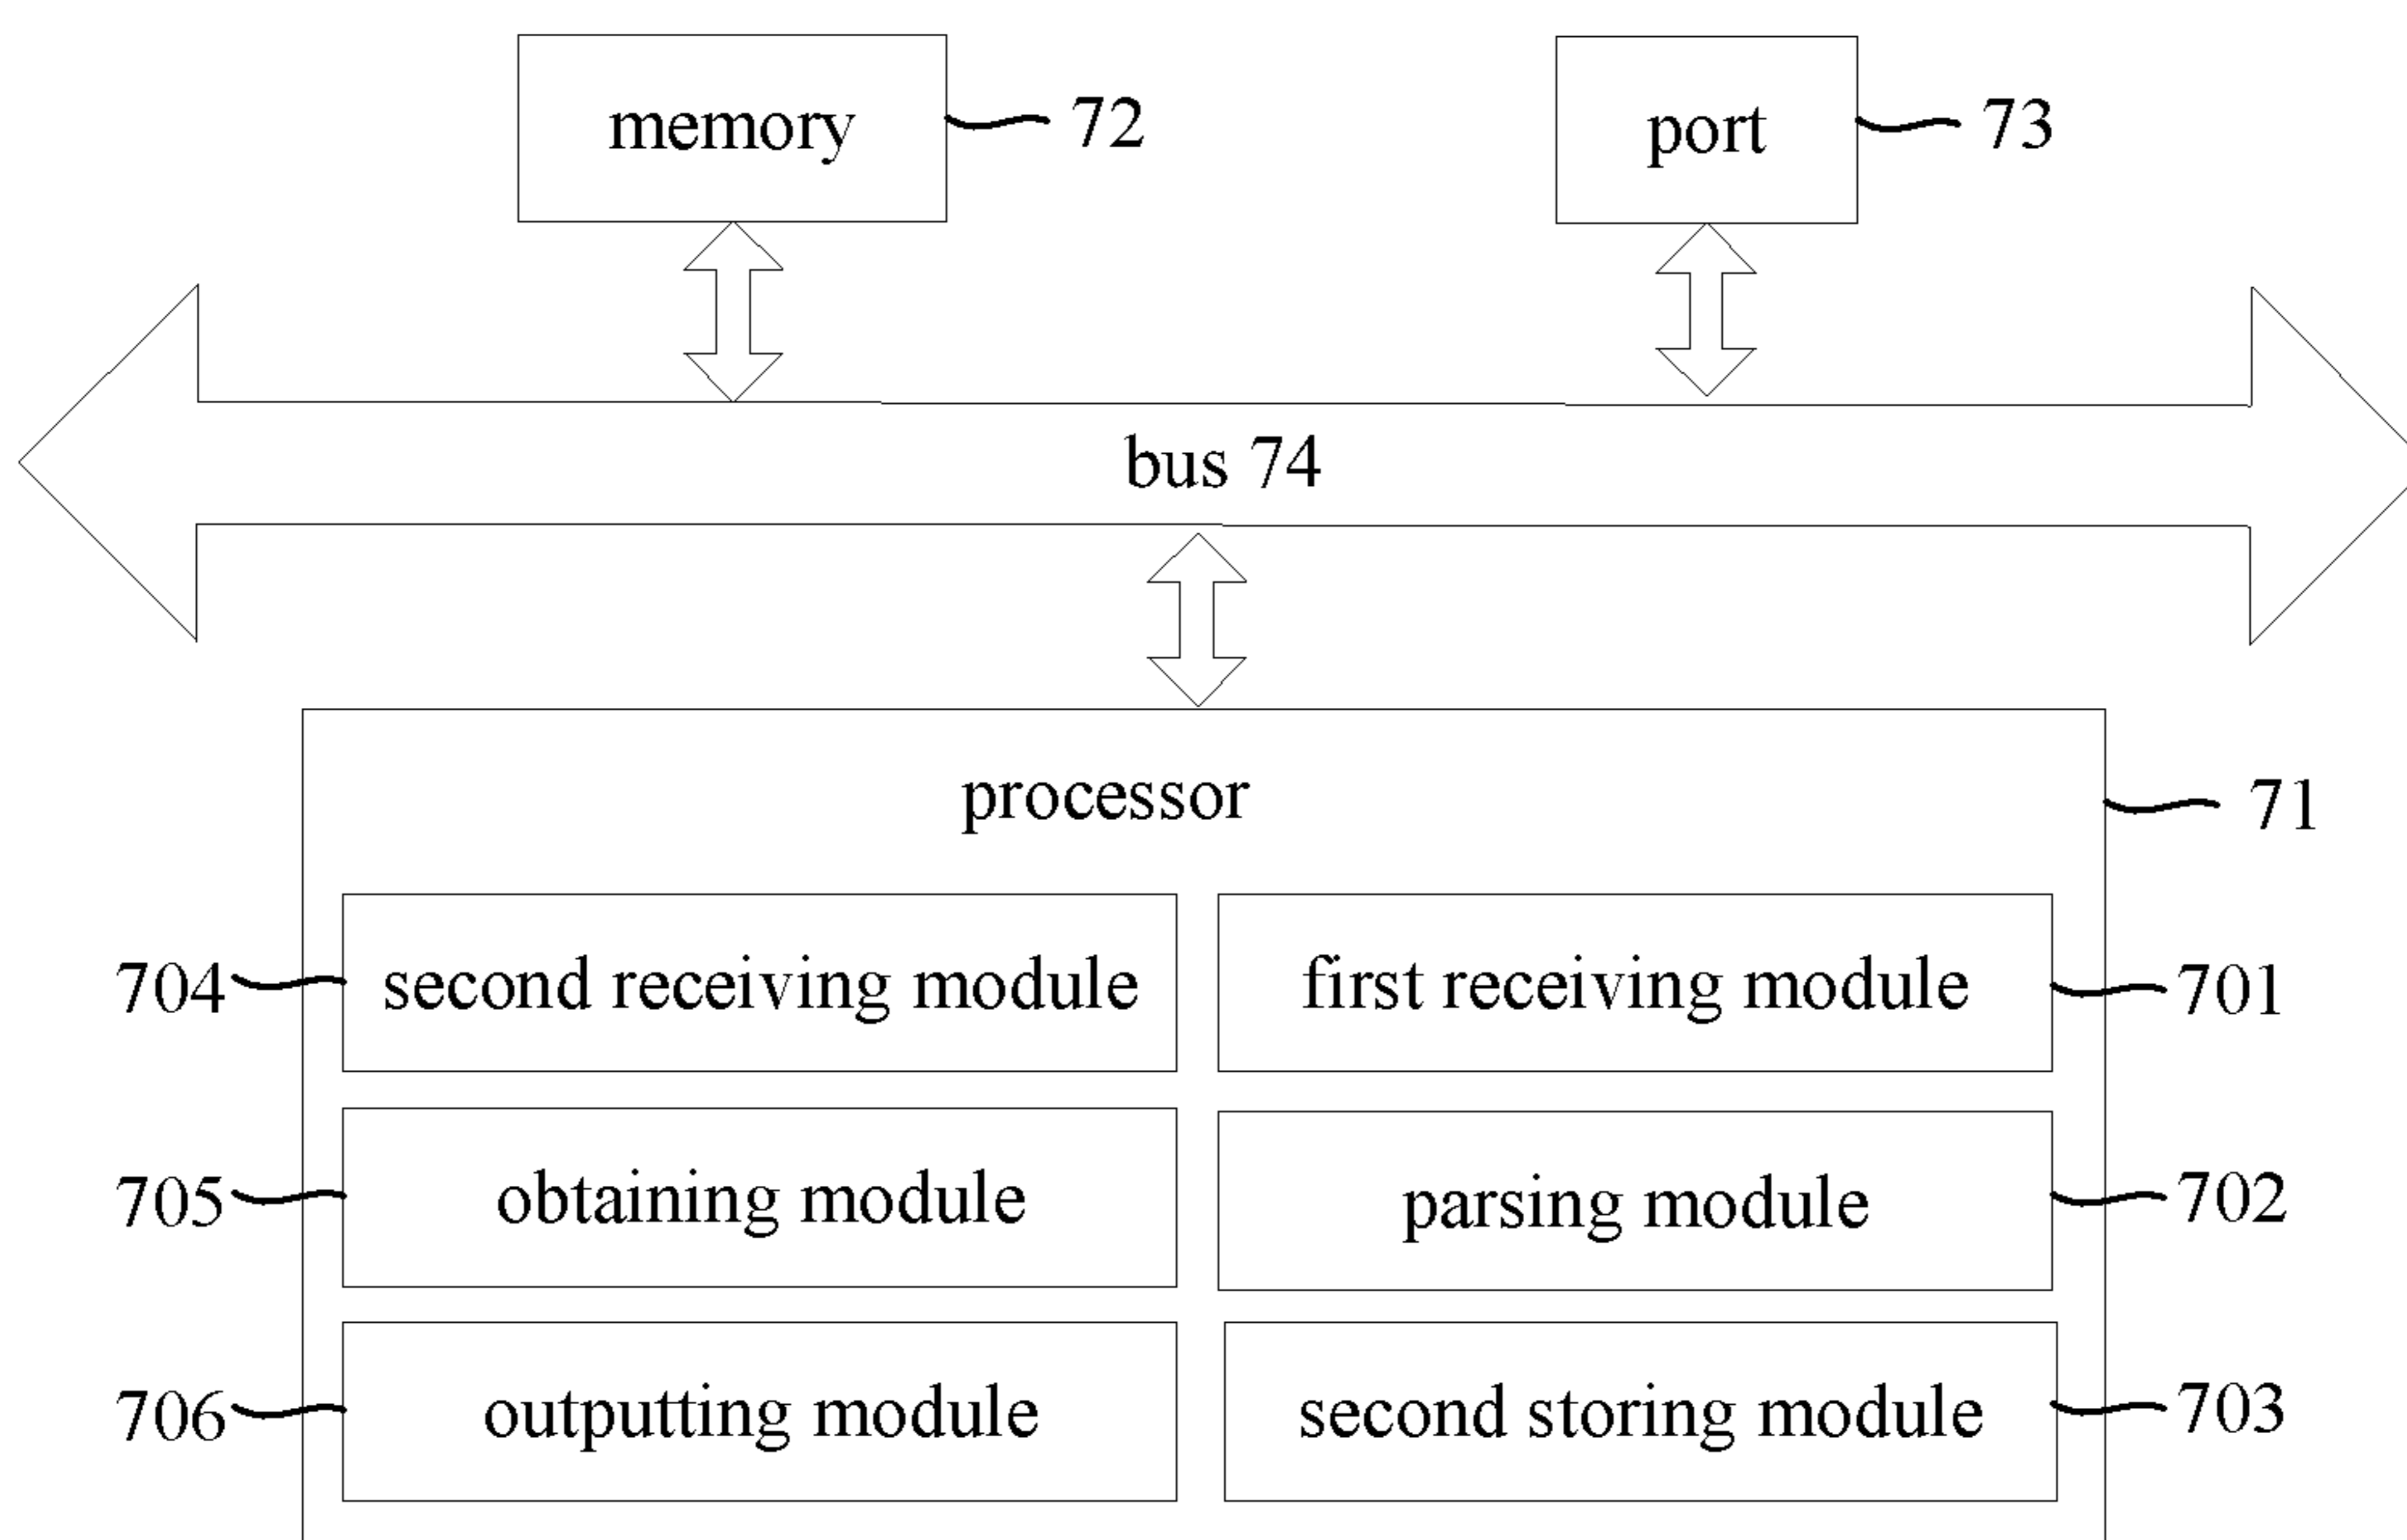 memory 72
port 73
bus 74
processor
71
704 second receiving module
first receiving module 701
705 obtaining module
parsing module 702
706 outputting module
second storing module 703